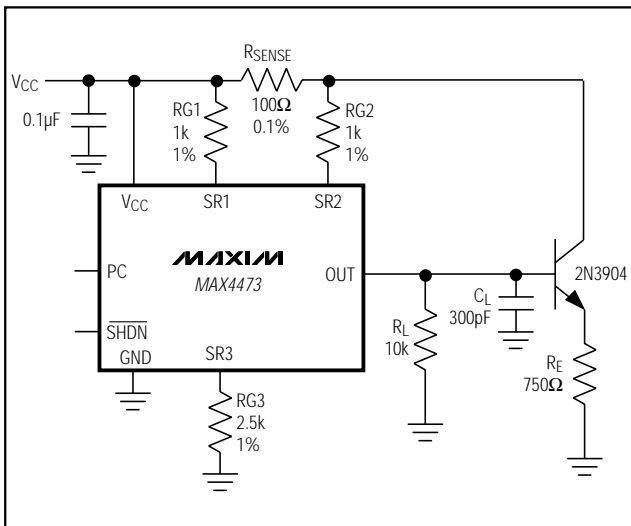 RSENSE
VCC
100Ω
0.1%
0.1µF
RG1
1k
1%
RG2
1k
1%
VCC
SR1
SR2
MAXIM
MAX4473
PC
OUT
2N3904
CL
300pF
SHDN
RL
10k
GND
SR3
RE
750Ω
RG3
2.5k
1%